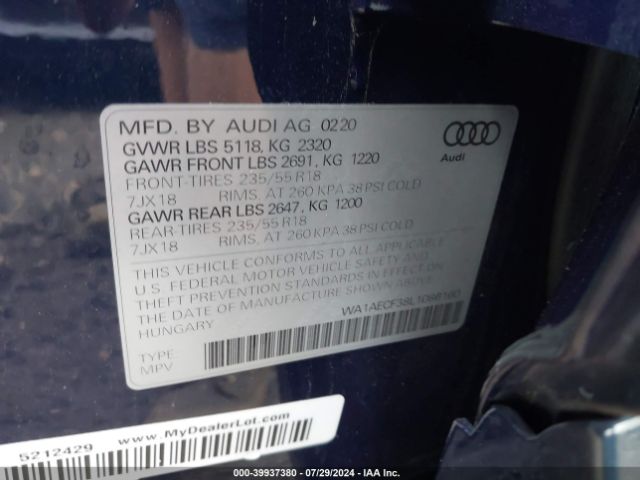 MFD. BY AUDI AG 02 20
GVWR LBS 5118, KG 2320
GAWR FRONT LBS 2691, KG 1220
FRONT-TIRES 235/55 R18
7JX18 RIMS, AT 260 KPA 38 PSI COLD
GAWR REAR LBS 2647, KG 1200
REAR-TIRES 235/55 R18
7JX18 RIMS, AT 260 KPA 38 PSI COLD
THIS VEHICLE CONFORMS TO ALL APPLICABLE
U.S. FEDERAL MOTOR VEHICLE SAFETY AND
THEFT PREVENTION STANDARDS IN EFFECT ON
THE DATE OF MANUFACTURE SHOWN ABOVE.
HUNGARY
TYPE:
MPV
Audi
5212429 www.MyDealerLot.com
000-39937380 - 07/29/2024 - IAA Inc.